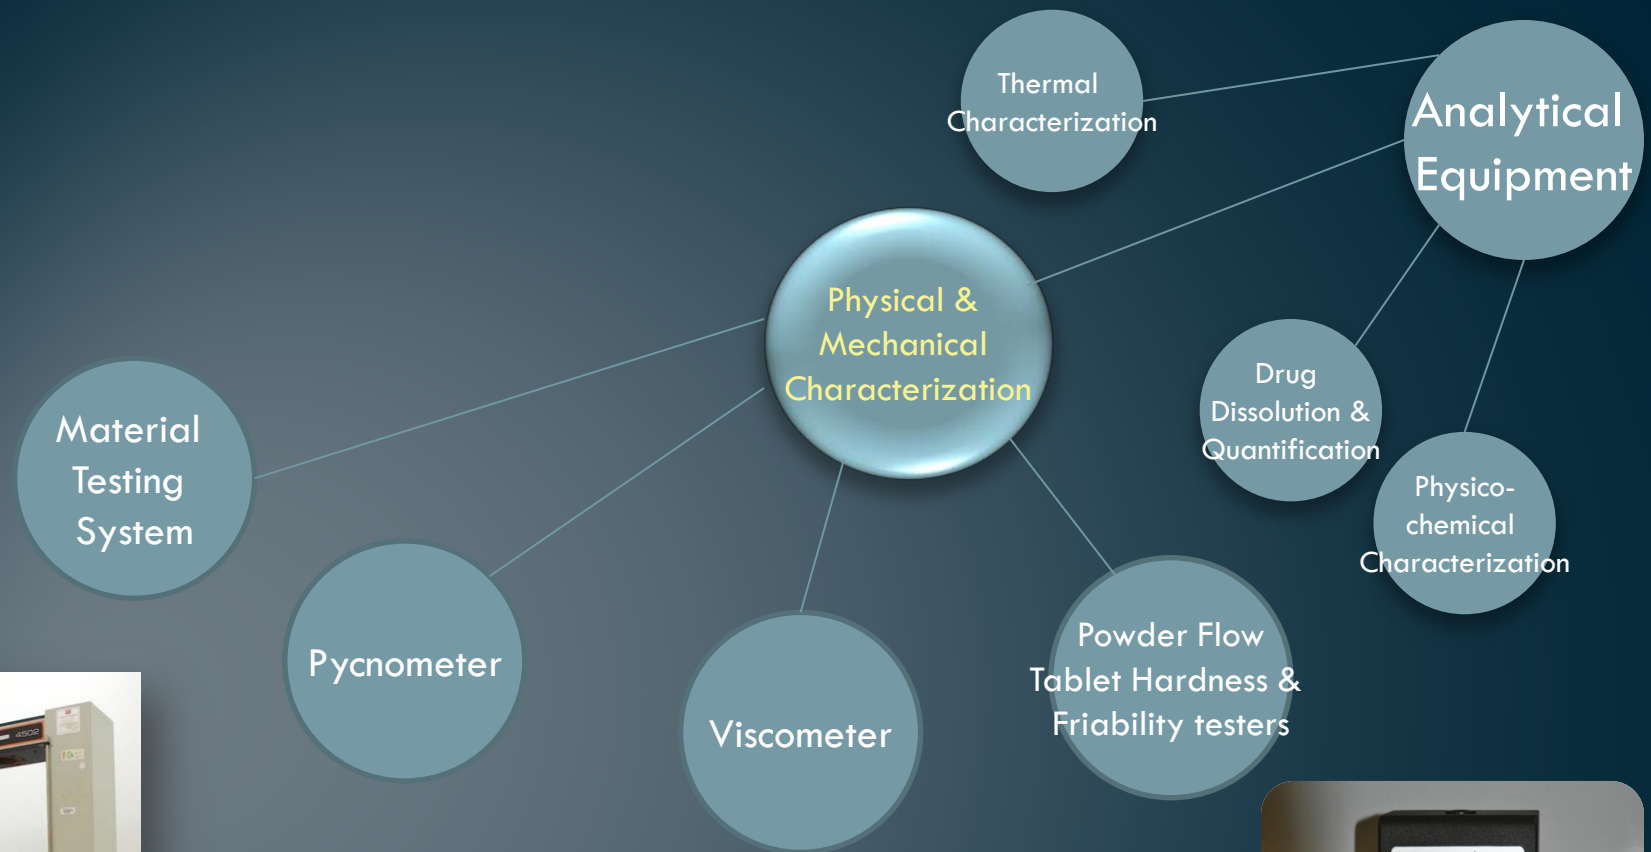 Thermal
Characterization
Analytical
Equipment
Physical &
Mechanical
Characterization
Drug
Dissolution &
Quantification
Physico-
chemical
Characterization
Material
Testing
System
Pycnometer
Viscometer
Powder Flow
Tablet Hardness &
Friability testers
4502